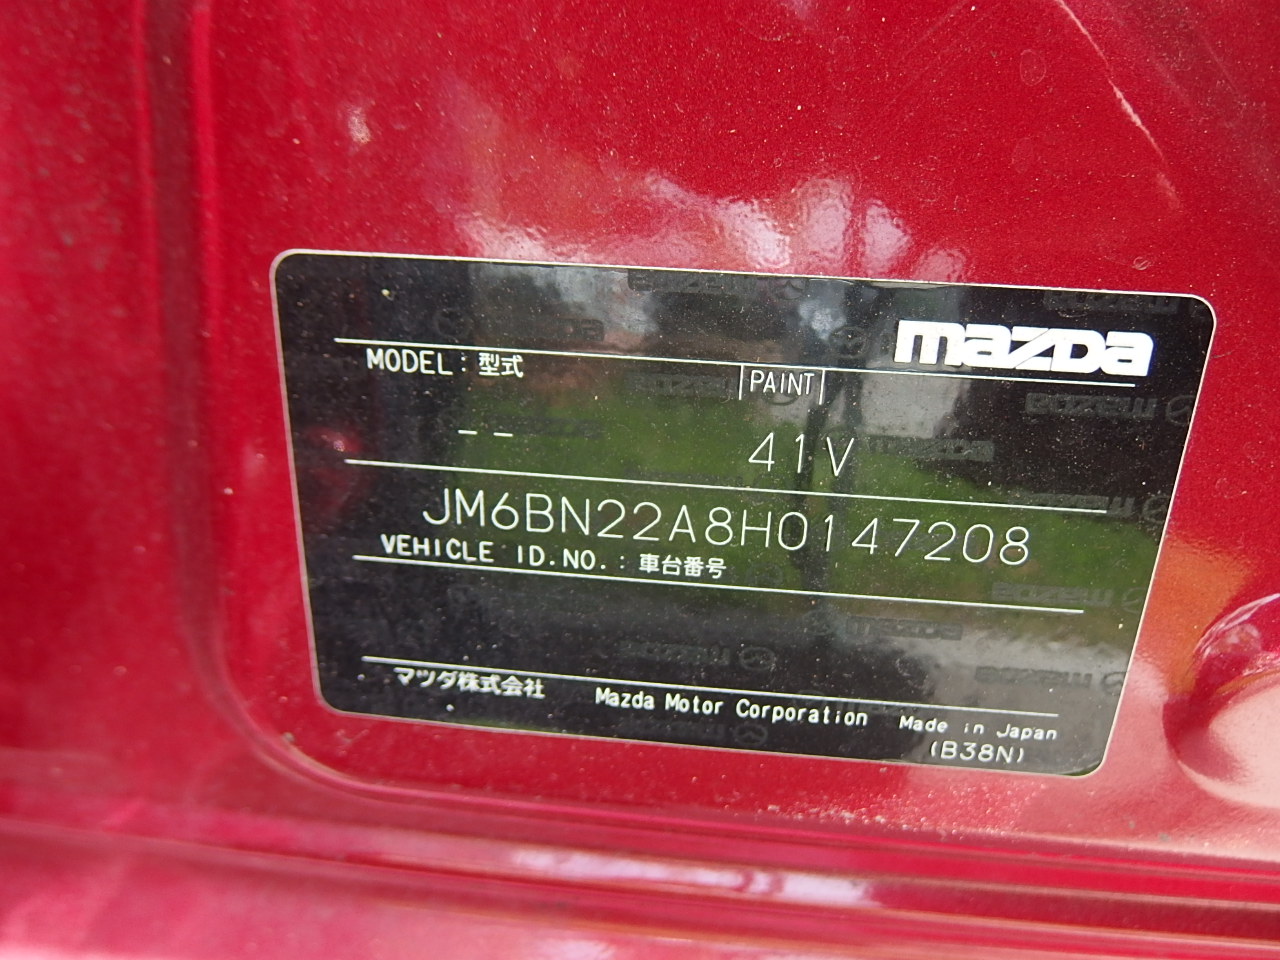 mazda
MODEL : 型式
PAINT
-- 41V
JM6BN22A8H0147208
VEHICLE ID.NO. : 車台番号
マツダ株式会社 Mazda Motor Corporation Made in Japan
(B38N)